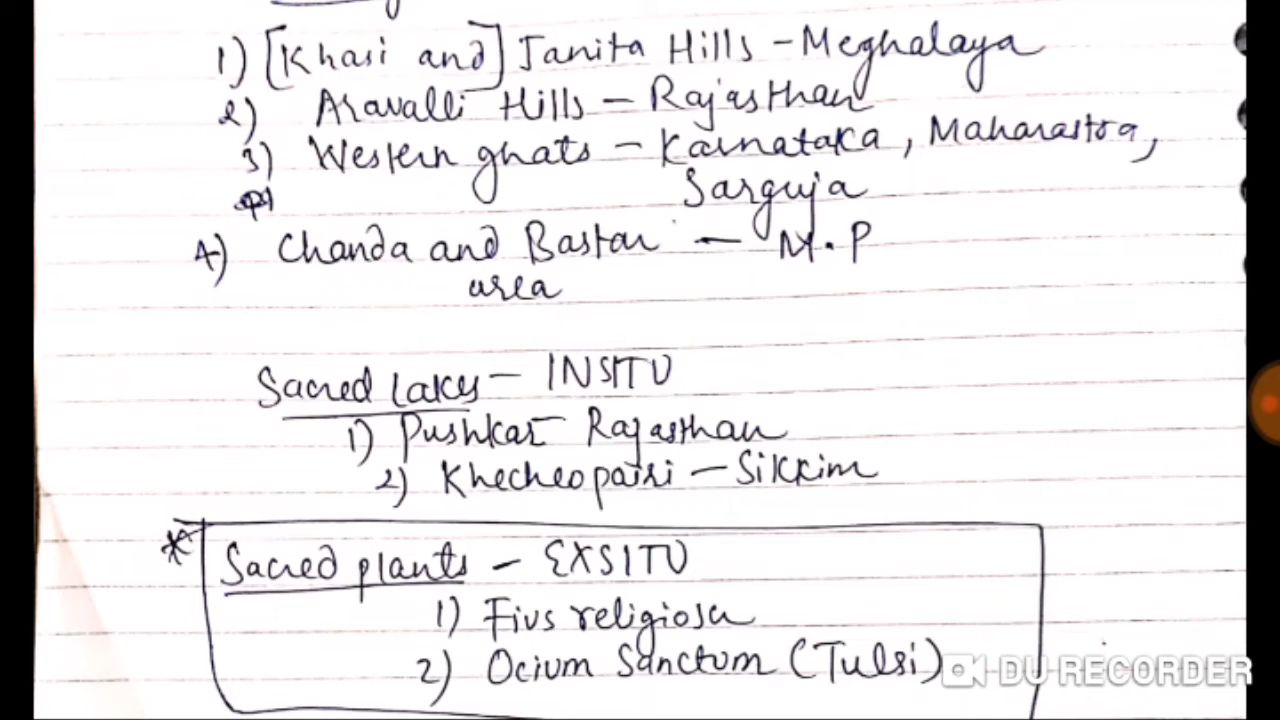 1) [Khasi and] Janita Hills - Meghalaya
2) Aravalli Hills - Rajasthan
3) Western ghats - Karnataka, Maharastra,
Sarguja
4) Chanda and Bastar - M.P
area
Sacred lakes - INSITU
1) Pushkar Rajasthan
2) Khecheopairi - Sikkim
* Sacred plants - EXSITU
1) Fius religiosa
2) Ocium Sanctum (Tulsi)
DU RECORDER